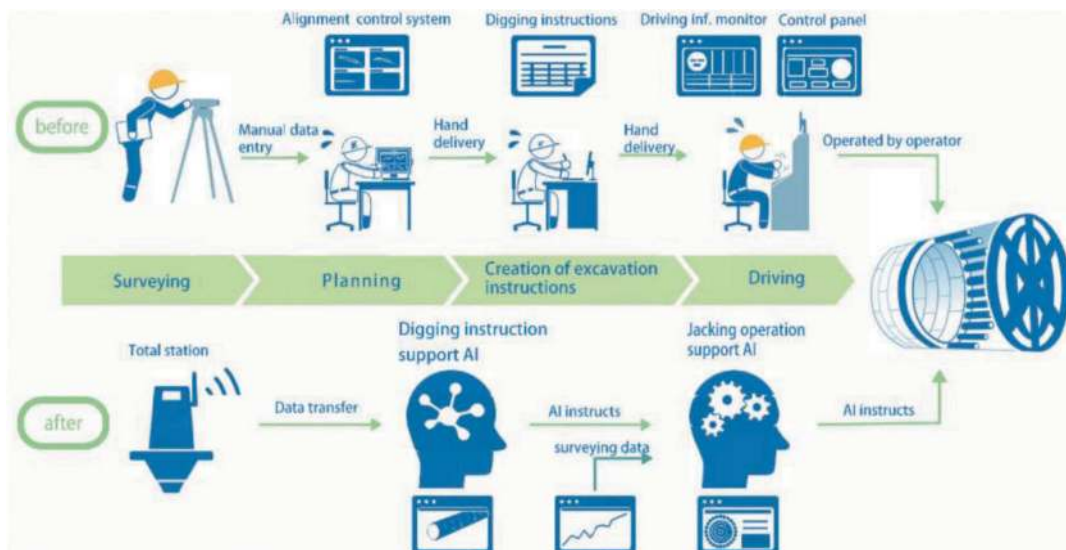 Alignment control system
Digging instructions
Driving inf. monitor
Control panel
before
Manual data
entry
Hand
delivery
Hand
delivery
Operated by operator
Surveying
Planning
Creation of excavation
instructions
Driving
Total station
Digging instruction
support AI
Jacking operation
support AI
after
Data transfer
AI instructs
surveying data
AI instructs